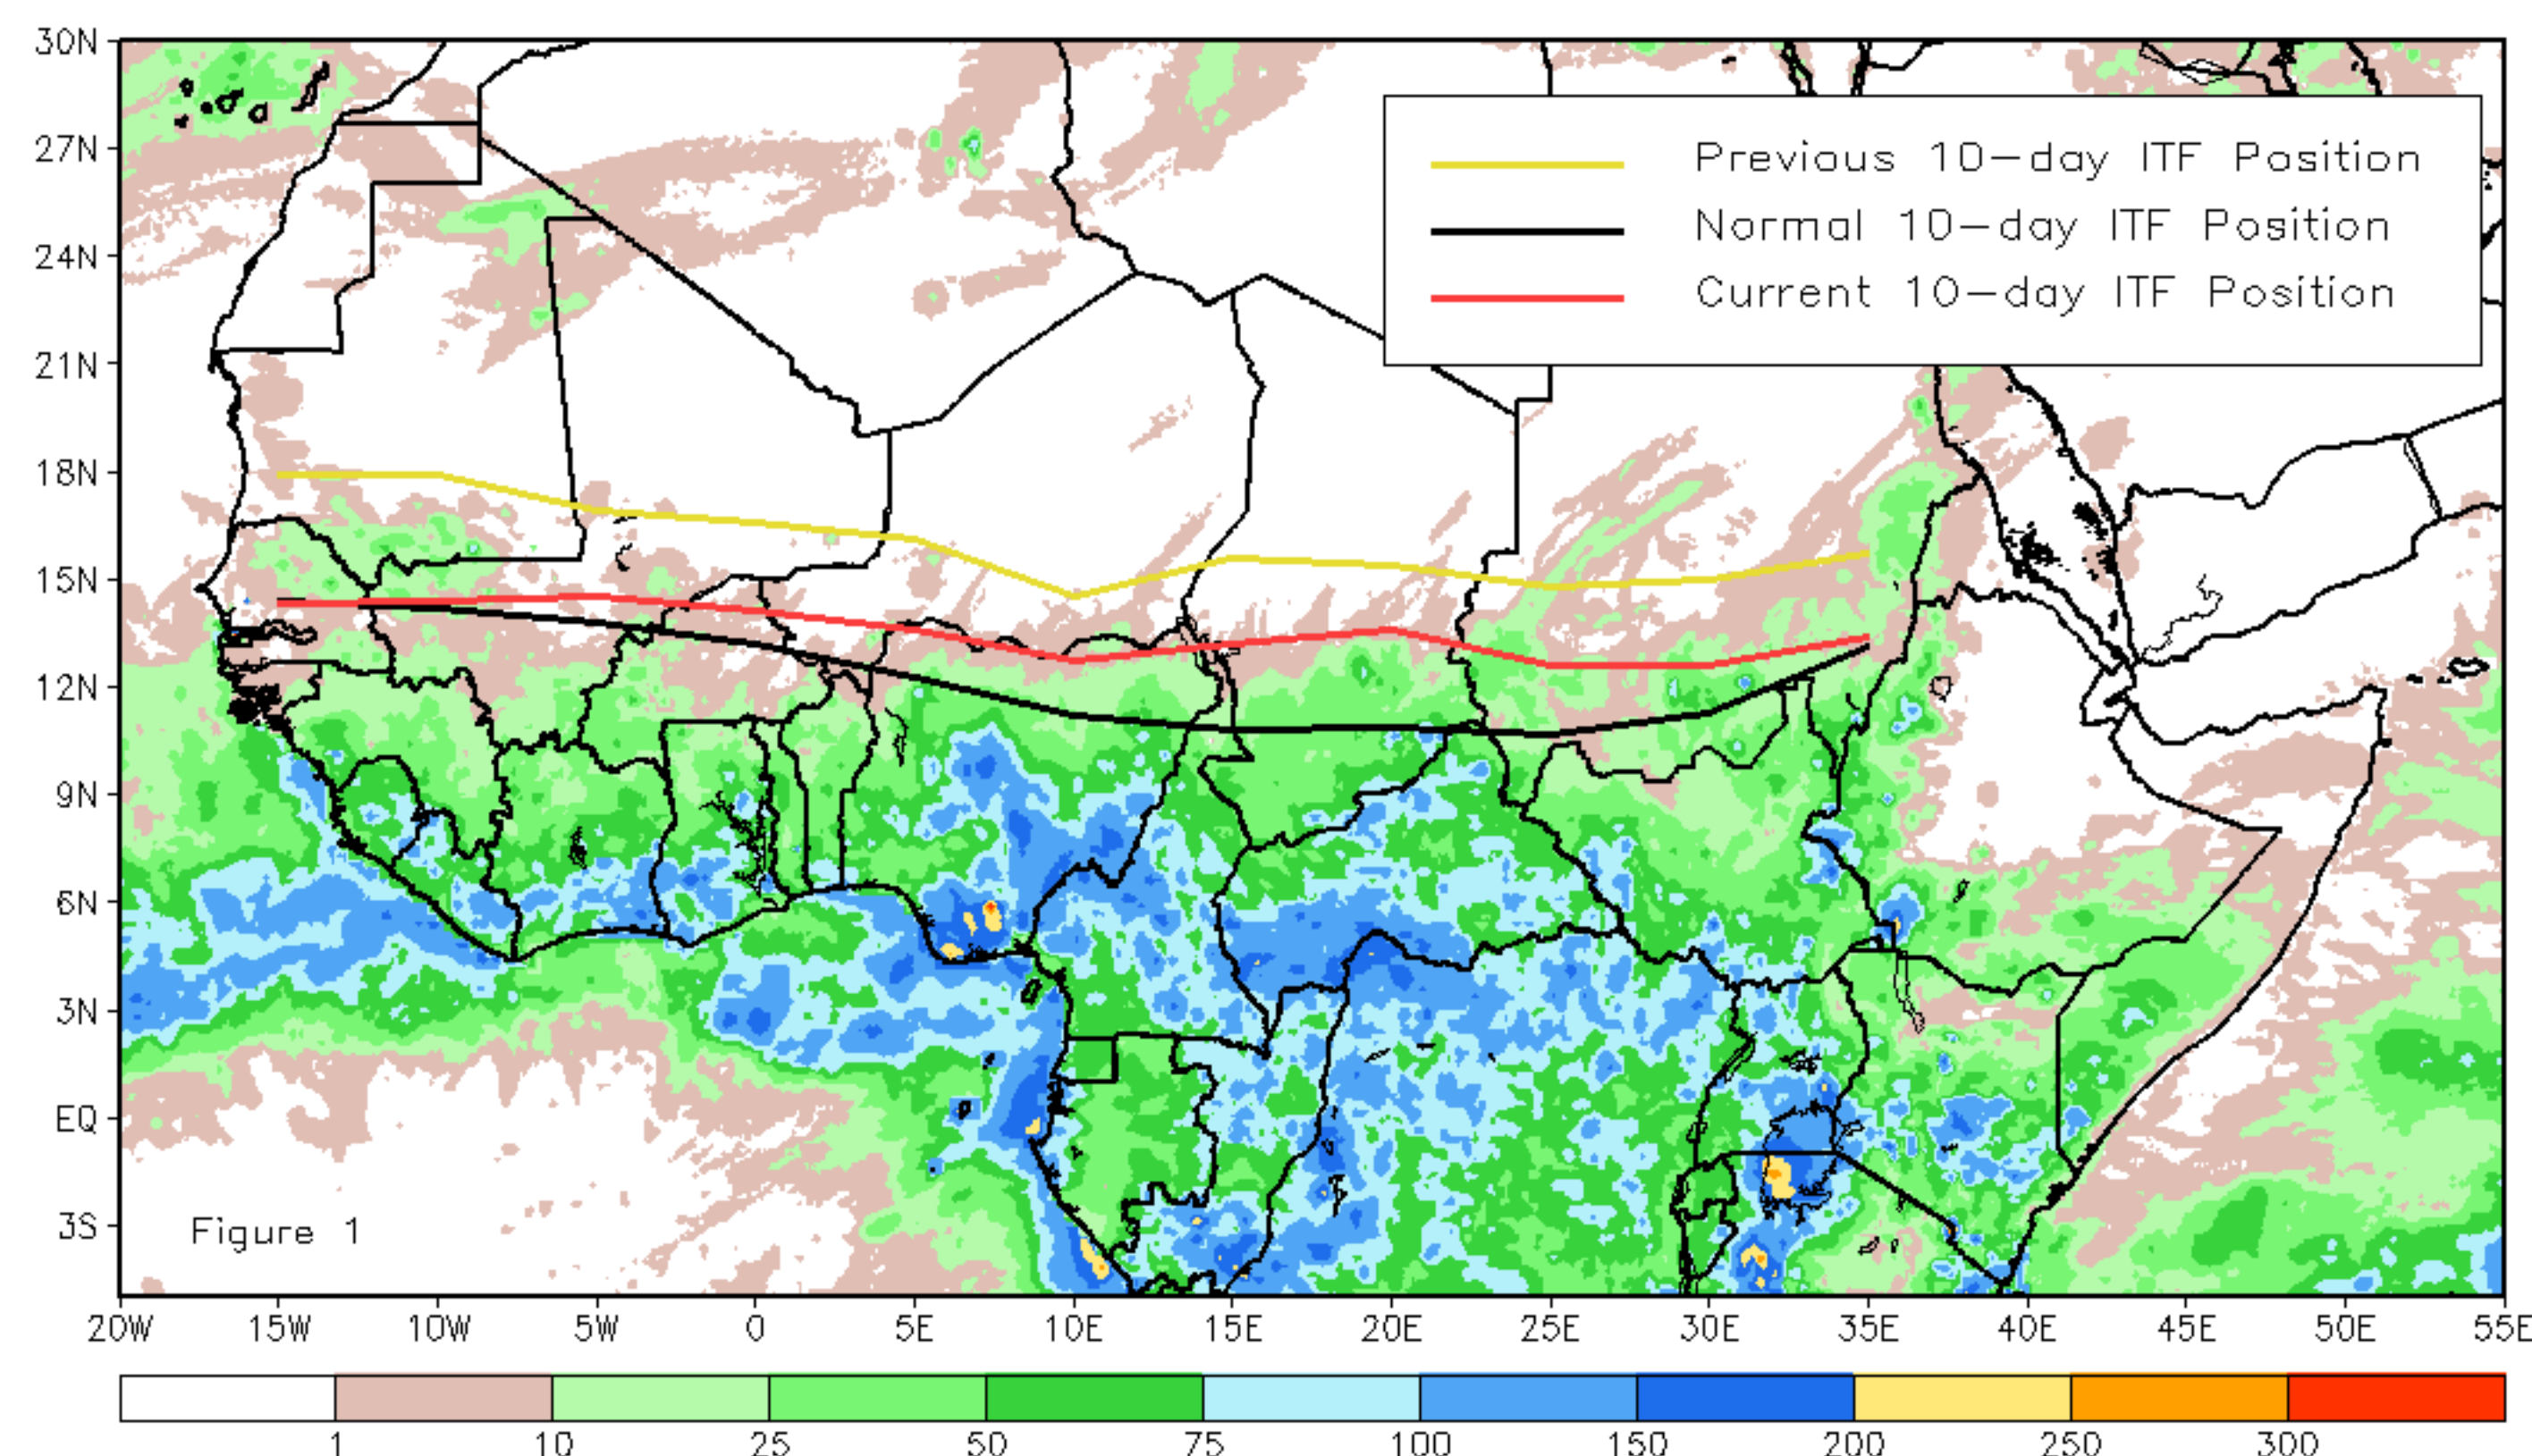 30N
27N
24N
21N
18N
15N
12N
9N
6N
3N
EQ
3S
Previous 10-day ITF Position
Normal 10-day ITF Position
Current 10-day ITF Position
Figure 1
20W 15W 10W 5W 0 5E 10E 15E 20E 25E 30E 35E 40E 45E 50E 55E
1 10 25 50 75 100 150 200 250 300